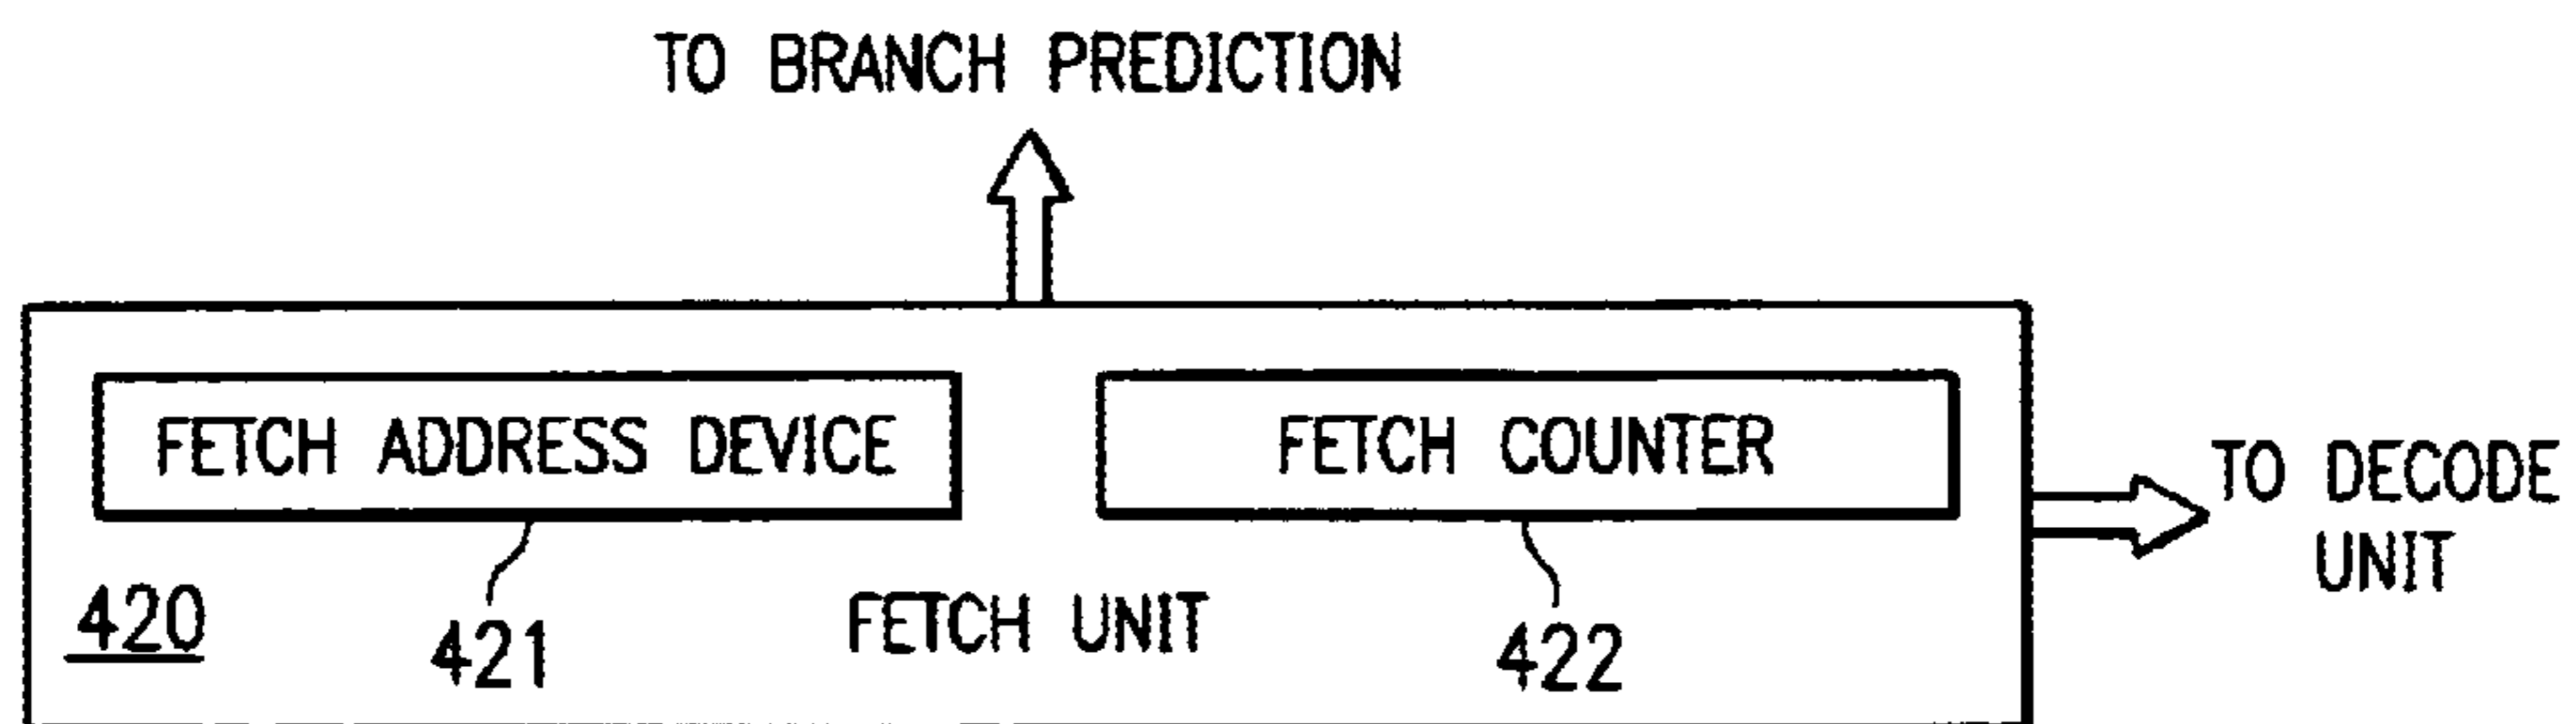 TO BRANCH PREDICTION
FETCH ADDRESS DEVICE
FETCH COUNTER
TO DECODE
UNIT
420
421
FETCH UNIT
422